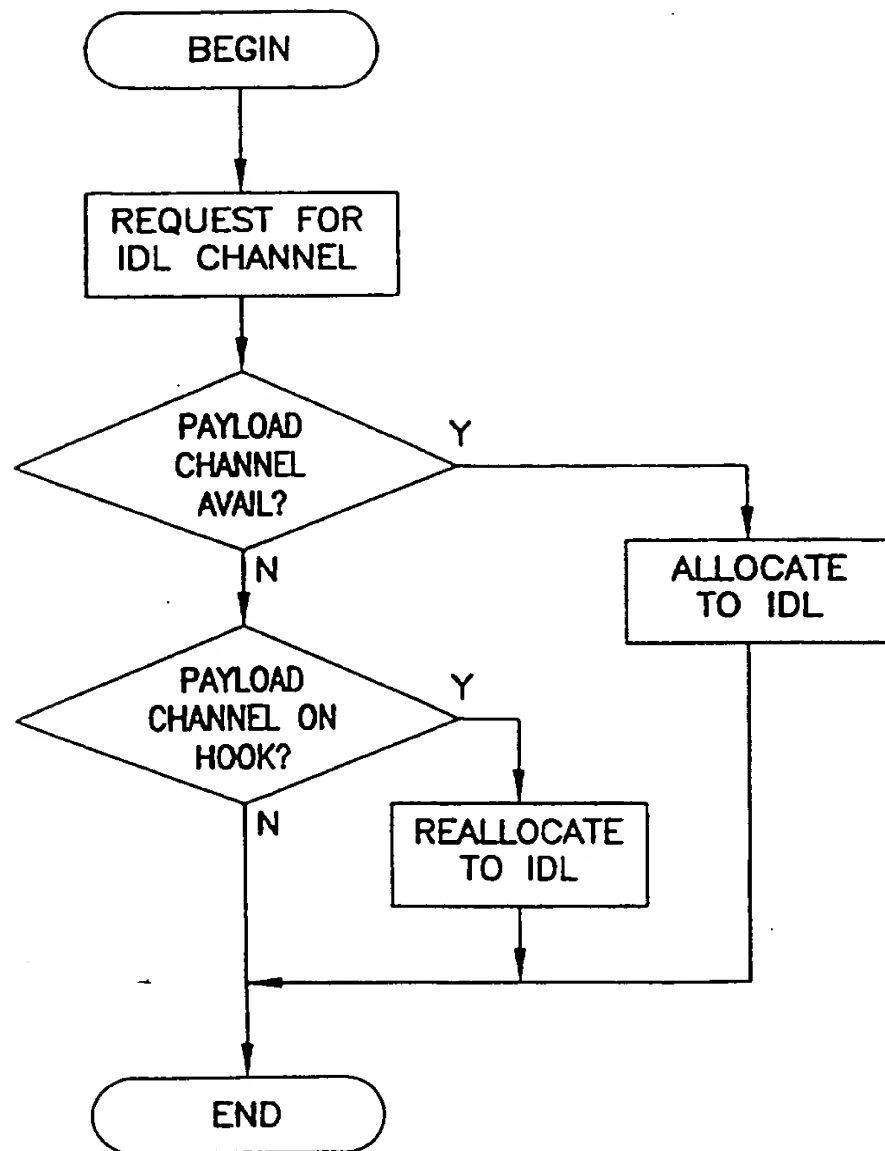 BEGIN
REQUEST FOR
IDL CHANNEL
PAYLOAD
CHANNEL
AVAIL?
Y
N
ALLOCATE
TO IDL
PAYLOAD
CHANNEL ON
HOOK?
Y
N
REALLOCATE
TO IDL
END